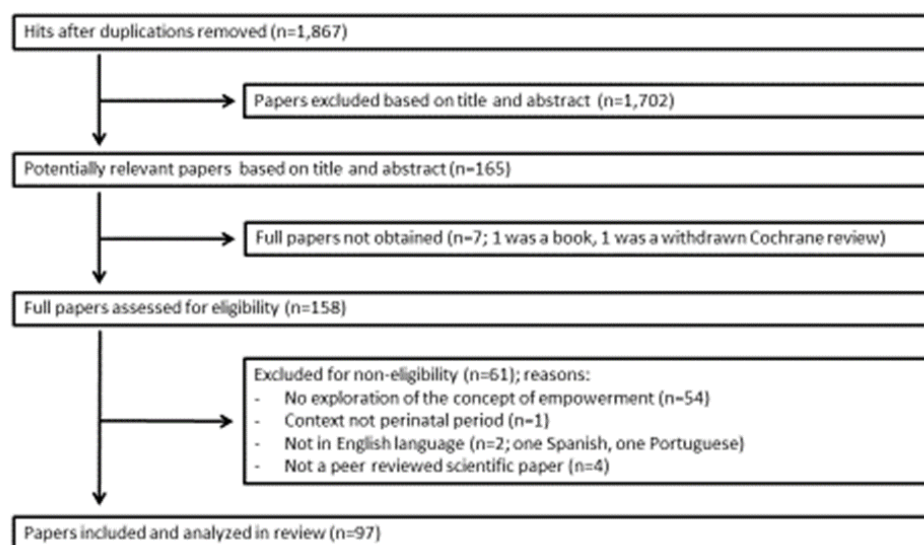 Hits after duplications removed (n=1,867)
Papers excluded based on title and abstract (n=1,702)
Potentially relevant papers based on title and abstract (n=165)
Full papers not obtained (n=7; 1 was a book, 1 was a withdrawn Cochrane review)
Full papers assessed for eligibility (n=158)
Excluded for non-eligibility (n=61); reasons:
- No exploration of the concept of empowerment (n=54)
- Context not perinatal period (n=1)
- Not in English language (n=2; one Spanish, one Portuguese)
- Not a peer reviewed scientific paper (n=4)
Papers included and analyzed in review (n=97)